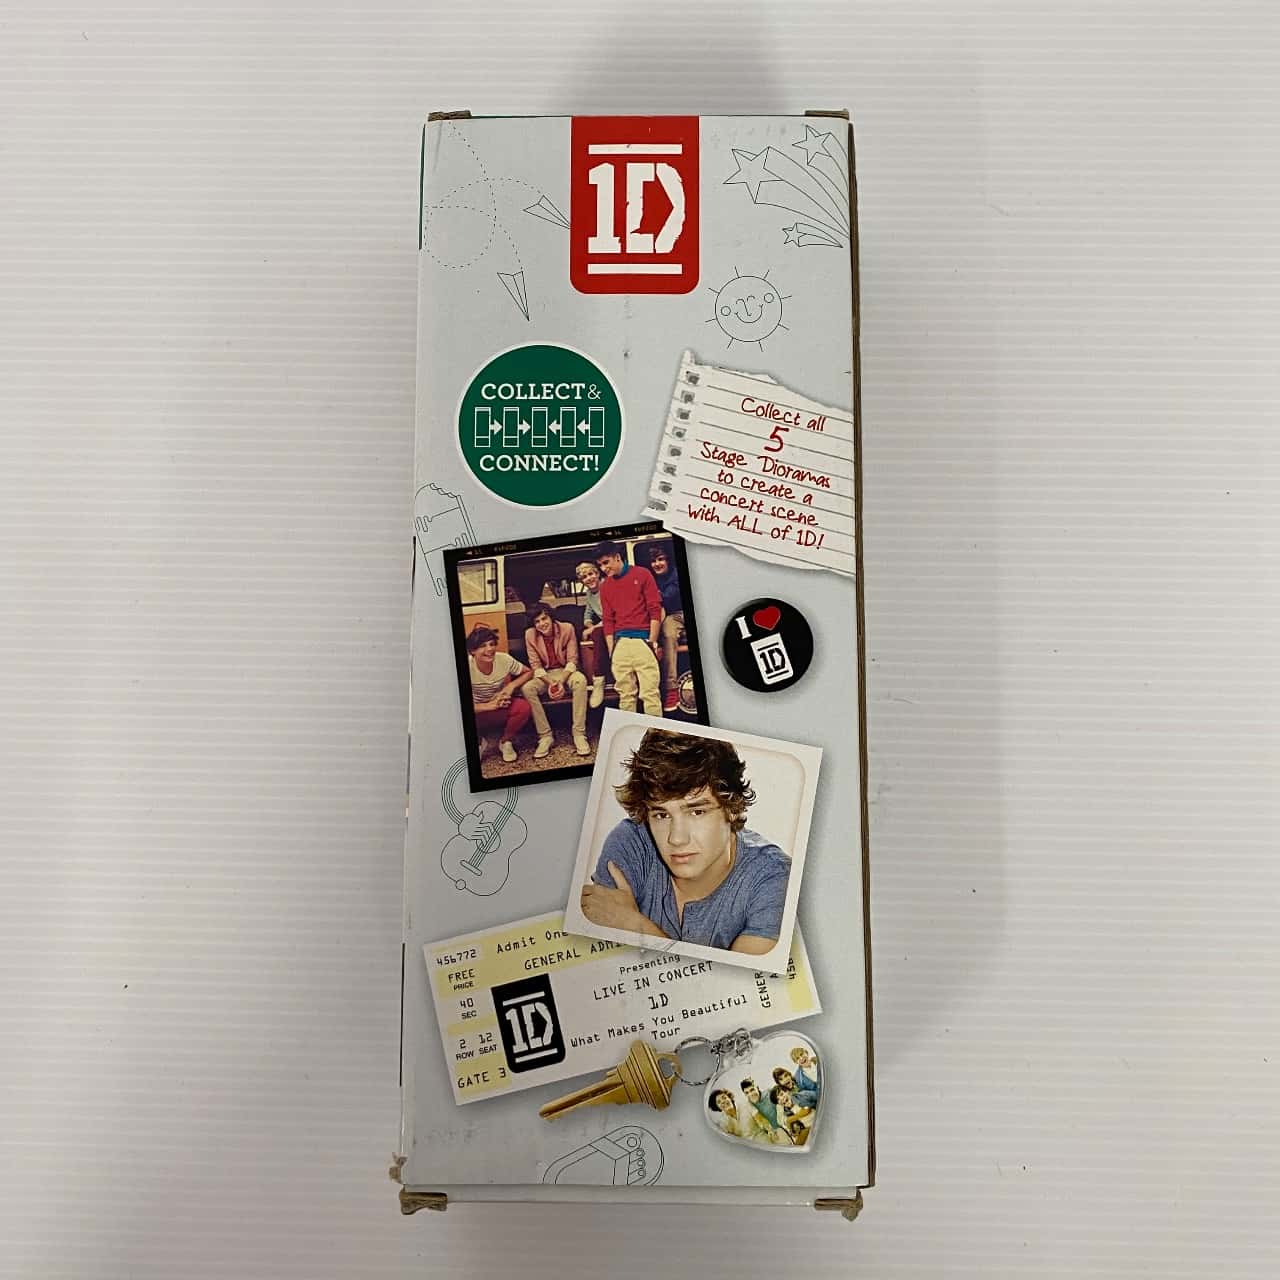 1D
COLLECT &
CONNECT!
Collect all
5
Stage Dioramas
to create a
concert scene
with ALL of 1D!
I
1D
456772
FREE
PRICE
40
SEC
2 12
ROW SEAT
GATE 3
Admit One
GENERAL ADMI
1D
Presenting
LIVE IN CONCERT
1D
What Makes You Beautiful
Tour
GENER